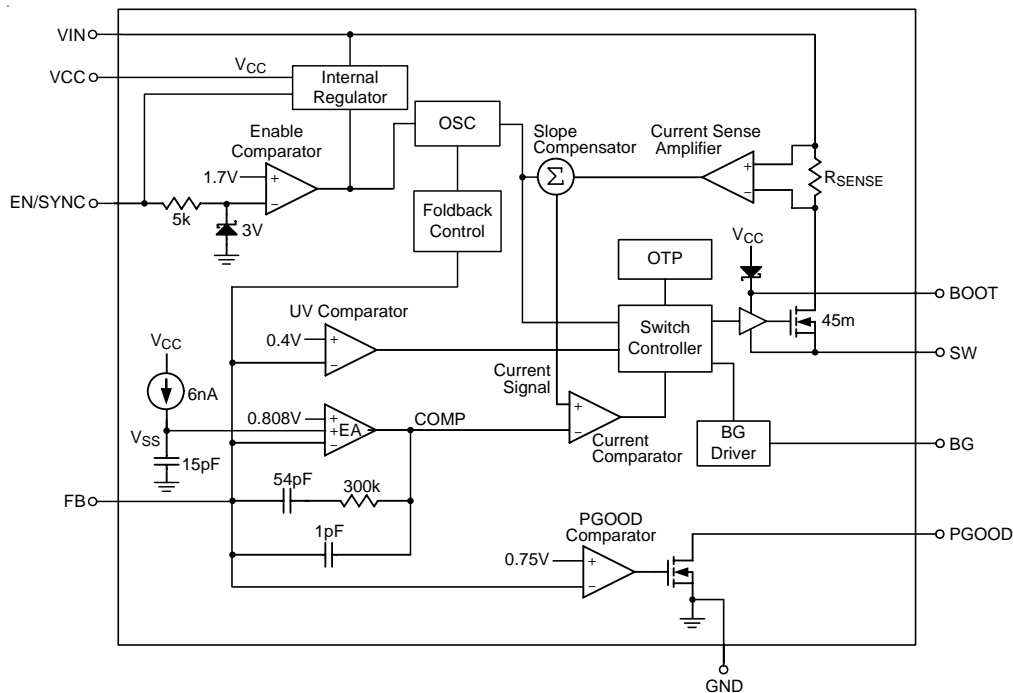 VIN
VCC
V_CC
Internal
Regulator
OSC
Slope
Compensator
Current Sense
Amplifier
+
−
R_SENSE
Enable
Comparator
1.7V
+
−
EN/SYNC
5k
3V
Foldback
Control
Σ
OTP
V_CC
BOOT
45m
SW
UV Comparator
0.4V
+
−
Switch
Controller
V_CC
6nA
Current
Signal
V_SS
15pF
0.808V
+
+EA
−
COMP
+
−
Current
Comparator
BG
Driver
BG
FB
54pF
300k
1pF
PGOOD
Comparator
0.75V
+
−
PGOOD
GND